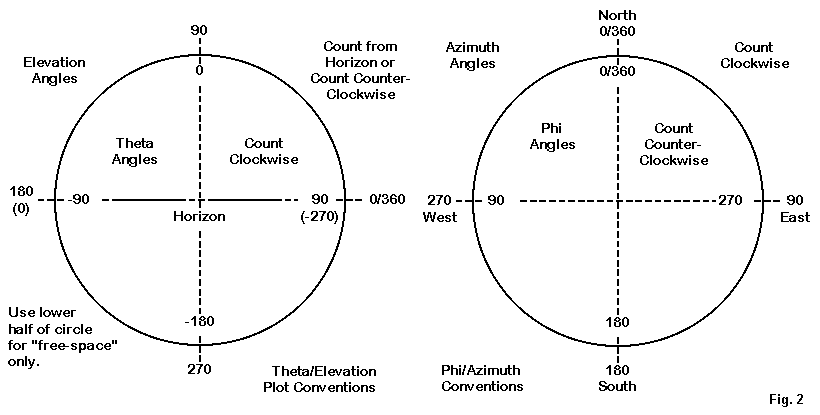 90
0
Elevation
Angles
Count from
Horizon or
Count Counter-
Clockwise
Theta
Angles
Count
Clockwise
180
(0)
-90
Horizon
90
(-270)
0/360
-180
270
Use lower
half of circle
for "free-space"
only.
Theta/Elevation
Plot Conventions
North
0/360
0/360
Azimuth
Angles
Count
Clockwise
Phi
Angles
Count
Counter-
Clockwise
270
West
90
270
90
East
180
180
South
Phi/Azimuth
Conventions
Fig. 2